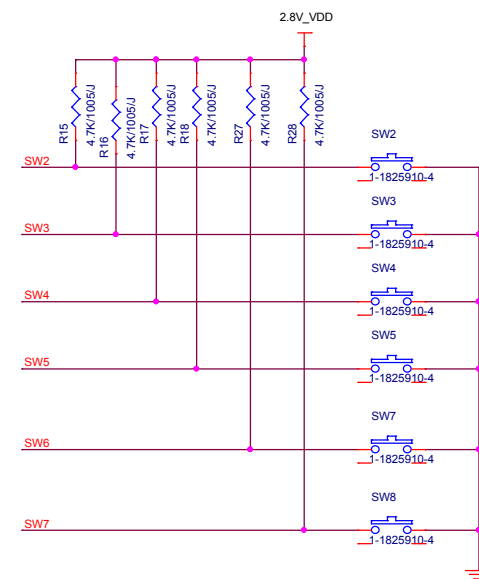 2.8V_VDD
R15
4.7K/1005/J
R16
4.7K/1005/J
R17
4.7K/1005/J
R18
4.7K/1005/J
R27
4.7K/1005/J
R28
4.7K/1005/J
SW2
SW2
1-1825910-4
SW3
SW3
1-1825910-4
SW4
SW4
1-1825910-4
SW5
SW5
1-1825910-4
SW7
SW6
1-1825910-4
SW8
SW7
1-1825910-4